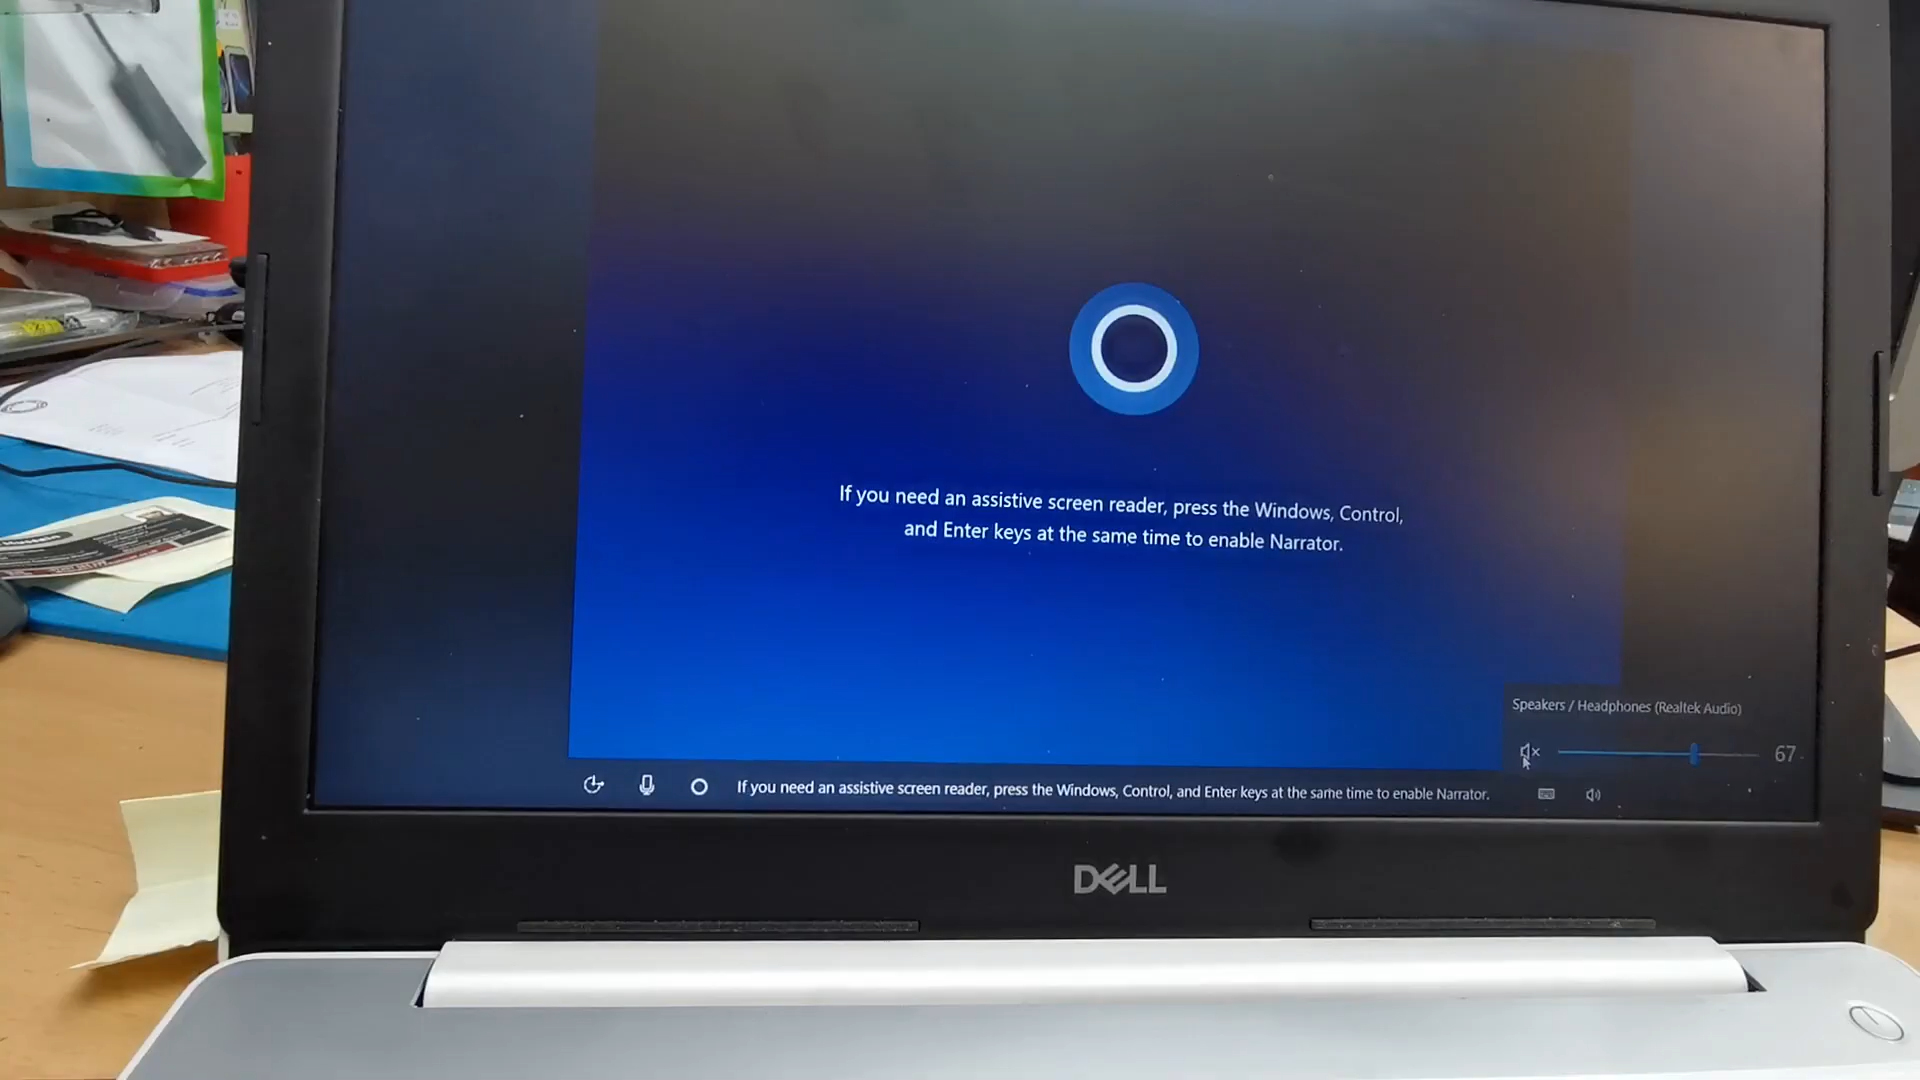 If you need an assistive screen reader, press the Windows, Control,
and Enter keys at the same time to enable Narrator.
Speakers / Headphones (Realtek Audio)
67
If you need an assistive screen reader, press the Windows, Control, and Enter keys at the same time to enable Narrator.
DELL